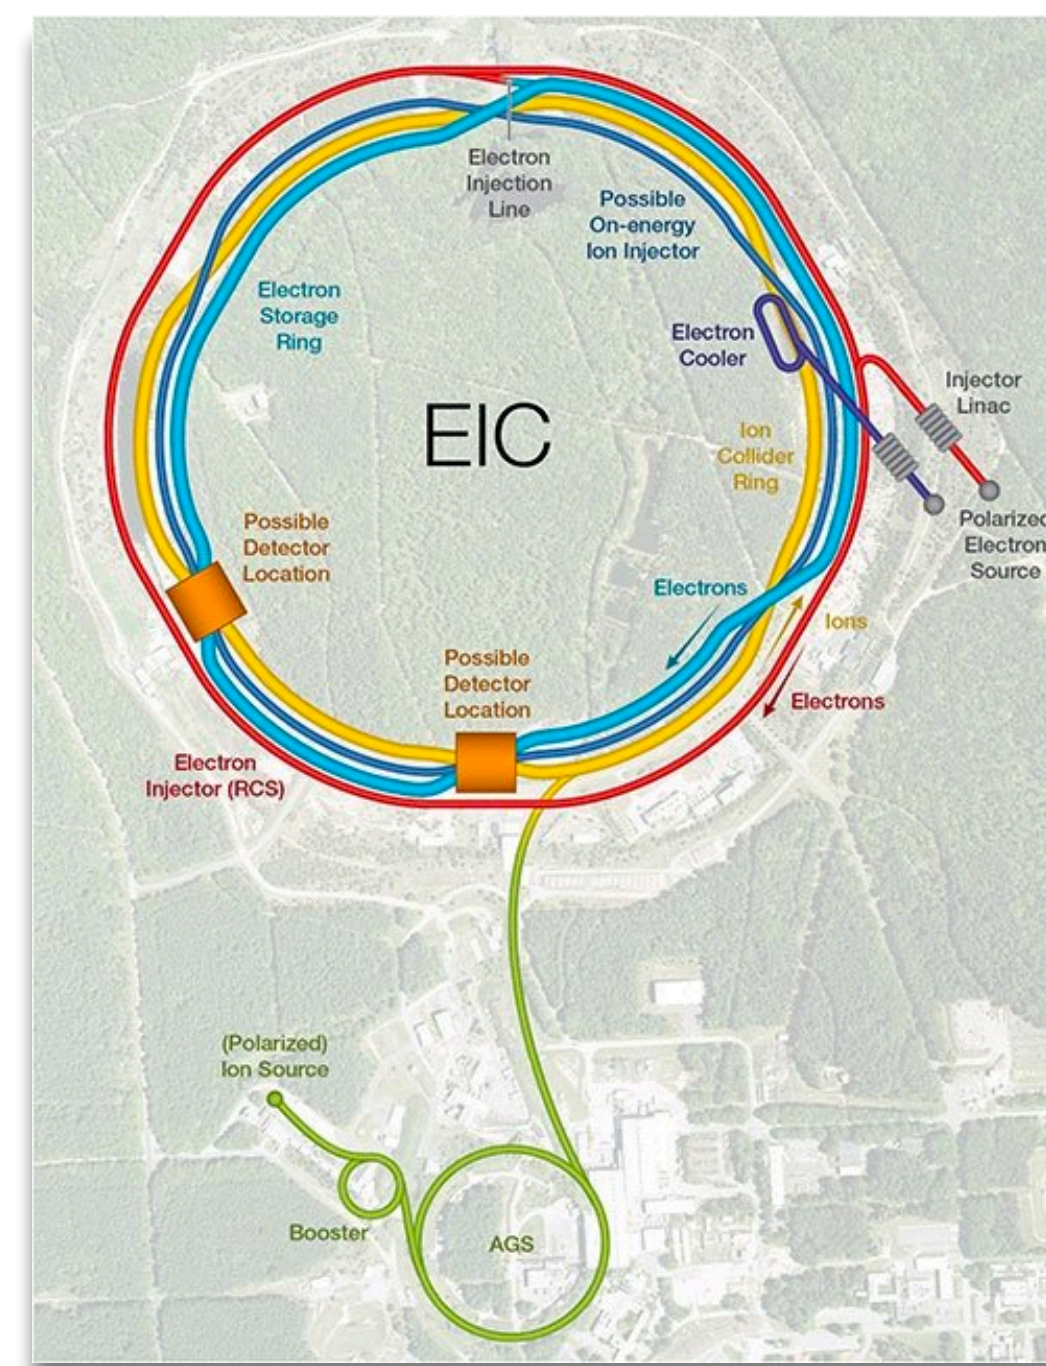 Electron
Injection
Line
Possible
On-energy
Ion Injector
Electron
Storage
Ring
Electron
Cooler
Injector
Linac
EIC
Ion
Collider
Ring
Polarized
Electron
Source
Possible
Detector
Location
Electrons
Ions
Possible
Detector
Location
Electrons
Electron
Injector (RCS)
(Polarized)
Ion Source
Booster
AGS